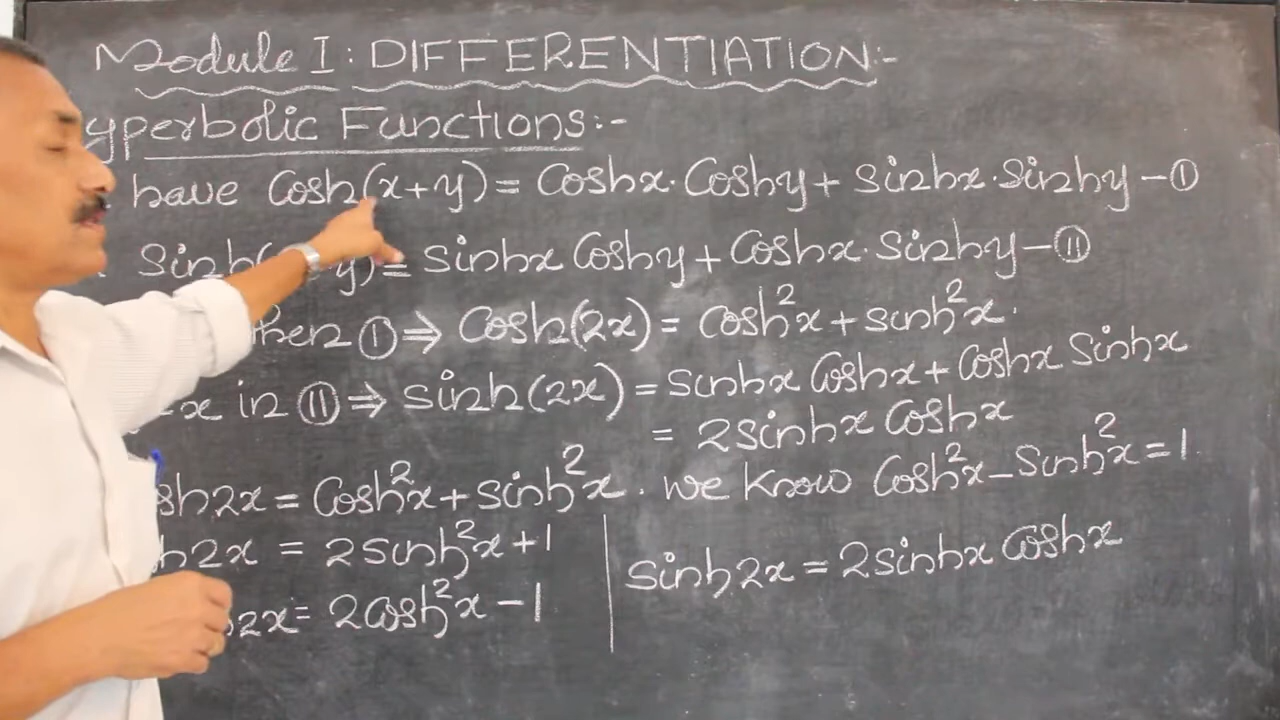 Module I: DIFFERENTIATION:-
yperbolic Functions:-
have Cosh(x+y) = Coshx·Coshy + Sinhx·Sinhy - ①
Sinh( y) = Sinhx Coshy + Coshx·Sinhy - ⑪
hen ① ⇒ Cosh(2x) = Cosh²x + sinh²x.
x in ⑪ ⇒ sinh(2x) = Sinhx Coshx + Coshx Sinhx
= 2sinhx Coshx
sh2x = Cosh²x + sinh²x. we know Cosh²x - Sinh²x = 1
h2x = 2sinh²x + 1
sinh2x = 2sinhx Coshx
2x = 2Cosh²x - 1